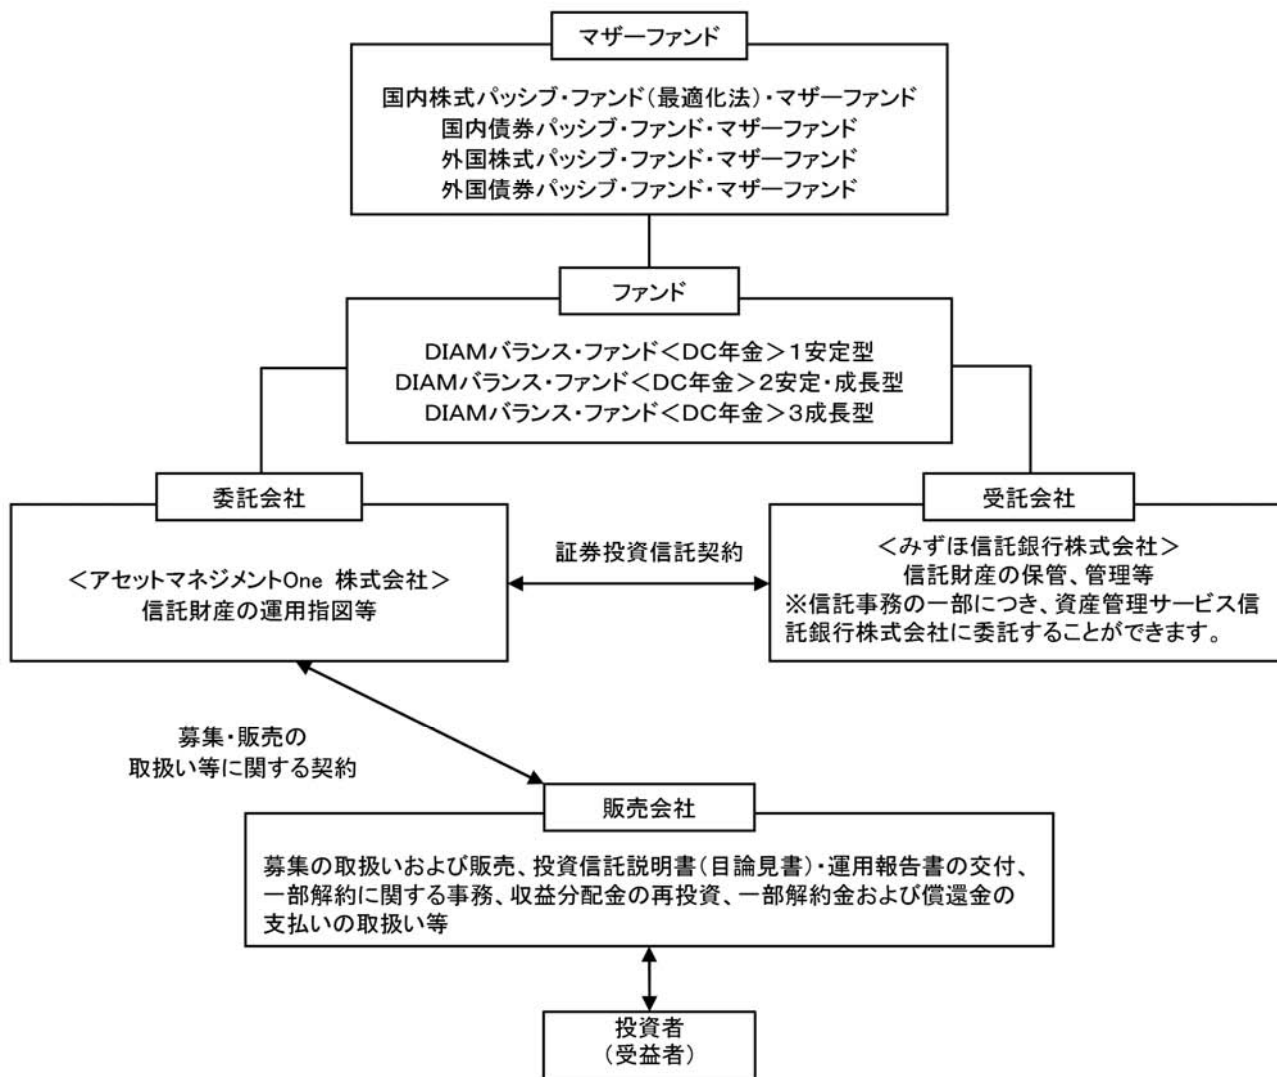 マザーファンド
国内株式パッシブ・ファンド(最適化法)・マザーファンド
国内債券パッシブ・ファンド・マザーファンド
外国株式パッシブ・ファンド・マザーファンド
外国債券パッシブ・ファンド・マザーファンド
ファンド
DIAMバランス・ファンド<DC年金>1安定型
DIAMバランス・ファンド<DC年金>2安定・成長型
DIAMバランス・ファンド<DC年金>3成長型
委託会社
<アセットマネジメントOne 株式会社>
信託財産の運用指図等
証券投資信託契約
受託会社
<みずほ信託銀行株式会社>
信託財産の保管、管理等
※信託事務の一部につき、資産管理サービス信
託銀行株式会社に委託することができます。
募集・販売の
取扱い等に関する契約
販売会社
募集の取扱いおよび販売、投資信託説明書(目論見書)・運用報告書の交付、
一部解約に関する事務、収益分配金の再投資、一部解約金および償還金の
支払いの取扱い等
投資者
(受益者)